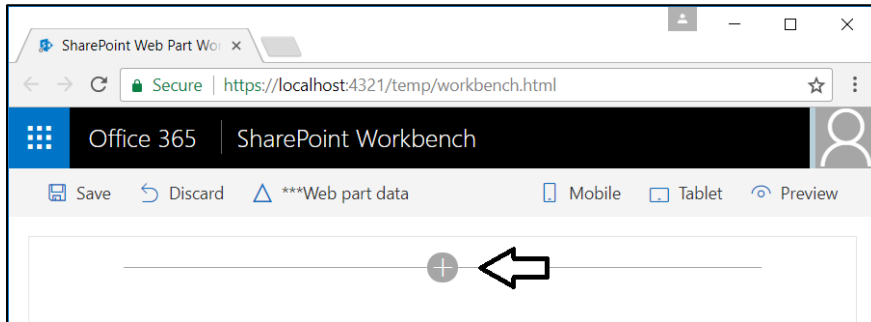 SharePoint Web Part Wor
Secure | https://localhost:4321/temp/workbench.html
Office 365 SharePoint Workbench
Save Discard ***Web part data Mobile Tablet Preview